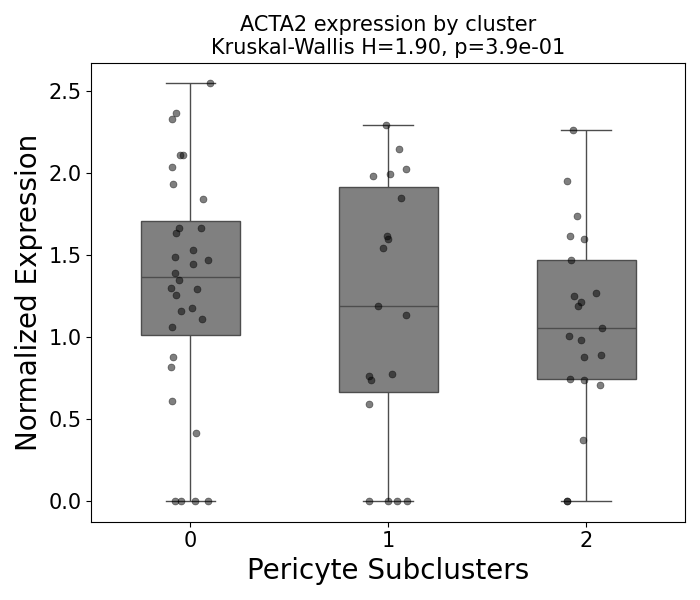 ACTA2 expression by cluster
Kruskal-Wallis H=1.90, p=3.9e-01
Normalized Expression
2.5
2.0
1.5
1.0
0.5
0.0
0 1 2
Pericyte Subclusters